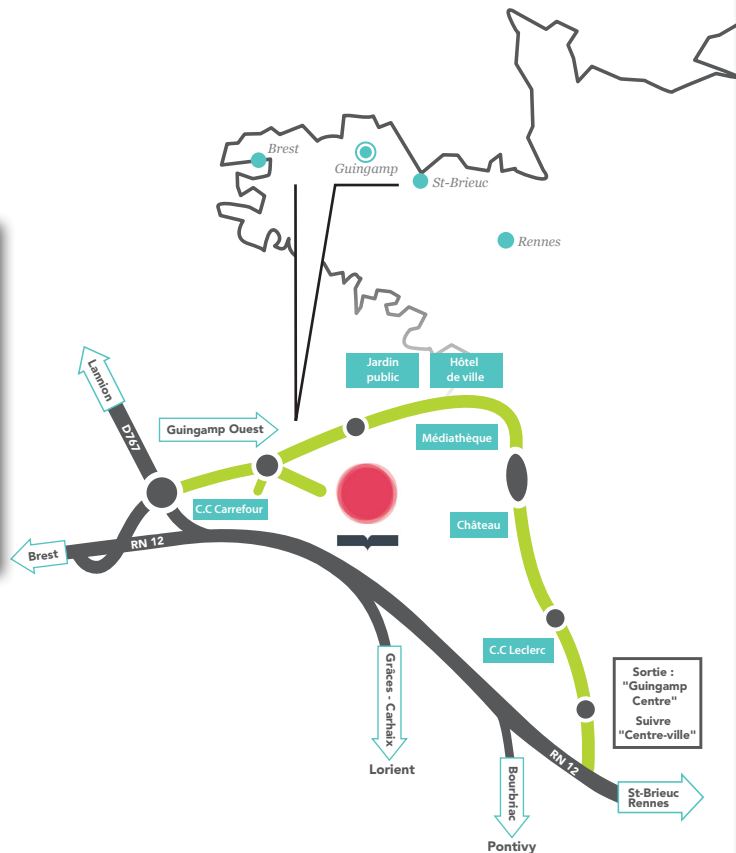 Brest
Guingamp
St-Brieuc
Rennes
Jardin
public
Hôtel
de ville
Lannion
D767
Guingamp Ouest
Médiathèque
C.C Carrefour
Château
Brest
RN 12
C.C Leclerc
Grâces - Carhaix
Lorient
Sortie :
"Guingamp
Centre"
Suivre
"Centre-ville"
RN 12
Bourbriac
Pontivy
St-Brieuc
Rennes